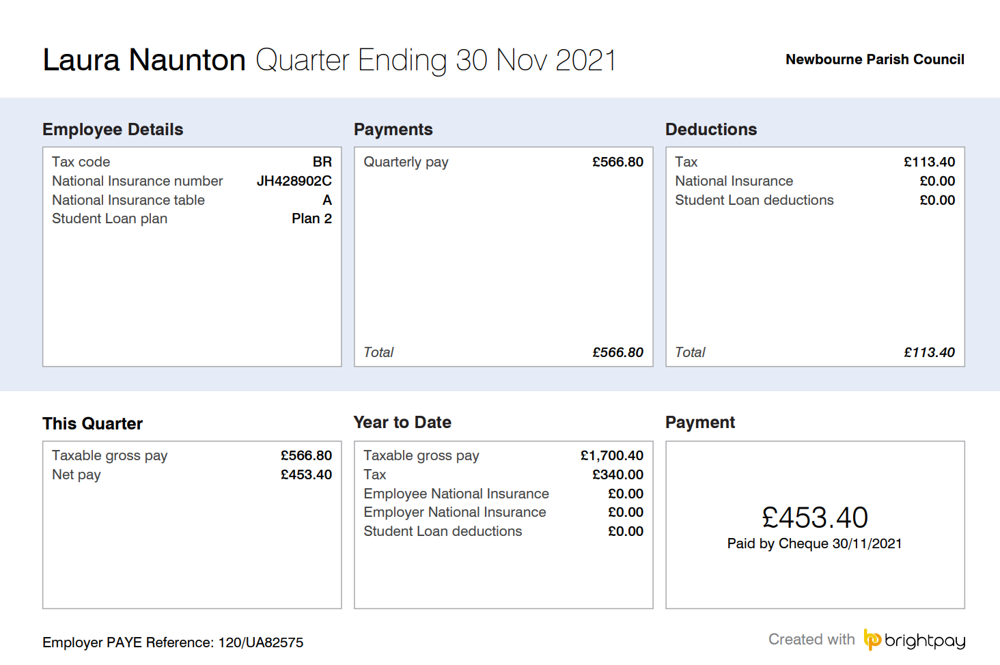 Laura Naunton Quarter Ending 30 Nov 2021
Newbourne Parish Council
Employee Details
Tax code BR
National Insurance number JH428902C
National Insurance table A
Student Loan plan Plan 2
Payments
Quarterly pay £566.80
Total £566.80
Deductions
Tax £113.40
National Insurance £0.00
Student Loan deductions £0.00
Total £113.40
This Quarter
Taxable gross pay £566.80
Net pay £453.40
Year to Date
Taxable gross pay £1,700.40
Tax £340.00
Employee National Insurance £0.00
Employer National Insurance £0.00
Student Loan deductions £0.00
Payment
£453.40
Paid by Cheque 30/11/2021
Employer PAYE Reference: 120/UA82575
Created with brightpay